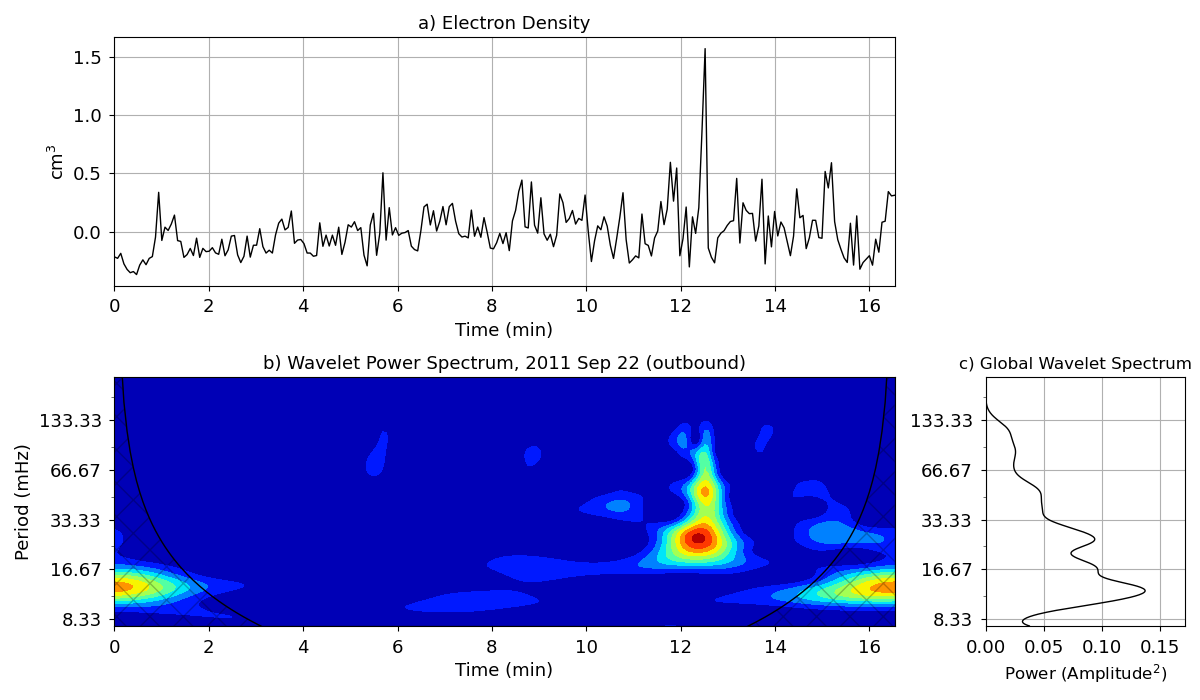 a) Electron Density
cm³
1.5
1.0
0.5
0.0
0 2 4 6 8 10 12 14 16
Time (min)
b) Wavelet Power Spectrum, 2011 Sep 22 (outbound)
Period (mHz)
133.33
66.67
33.33
16.67
8.33
0 2 4 6 8 10 12 14 16
Time (min)
c) Global Wavelet Spectrum
133.33
66.67
33.33
16.67
8.33
0.00 0.05 0.10 0.15
Power (Amplitude²)